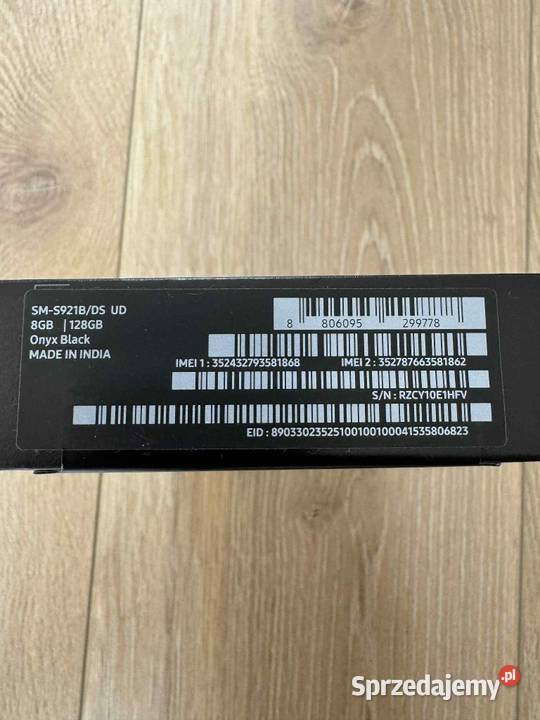 SM-S921B/DS UD
8GB | 128GB
Onyx Black
MADE IN INDIA
8 806095 299778
IMEI 1 : 352432793581868 IMEI 2 : 352787663581862
S/N : RZCY10E1HFV
EID : 89033023525100100100041535806823
Sprzedajemy.pl